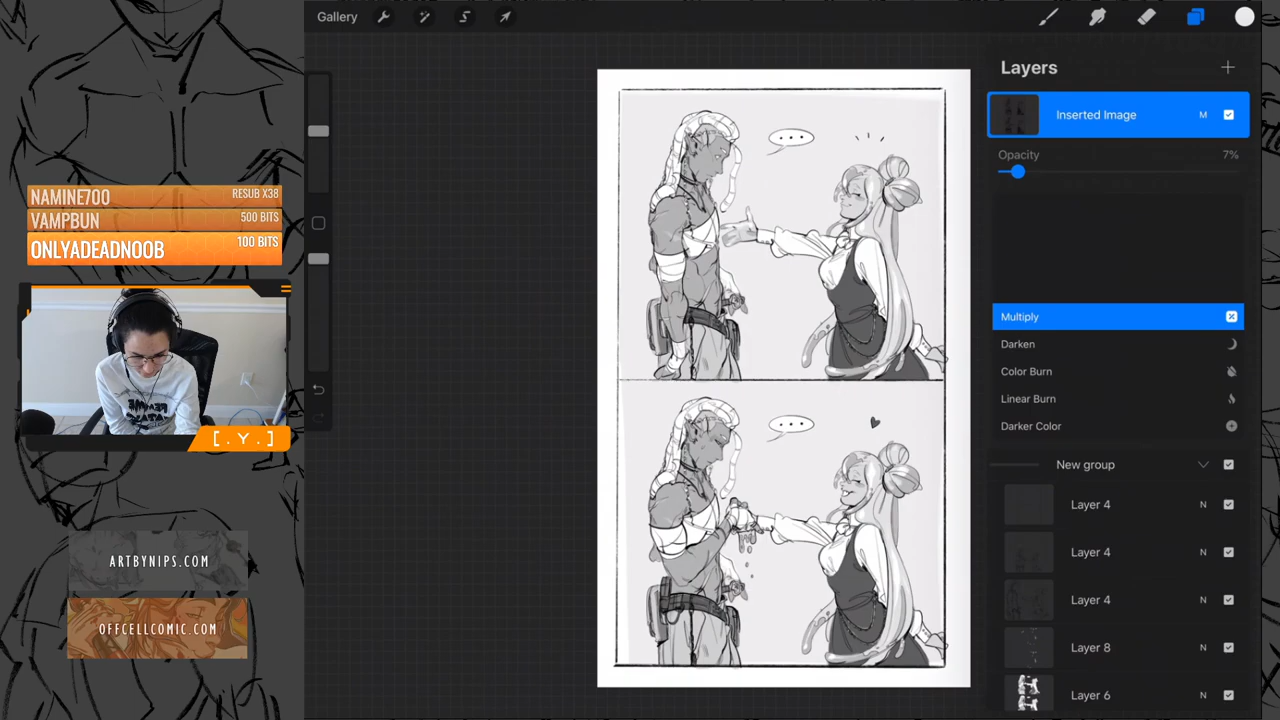 Gallery
Layers
Inserted Image M
Opacity 7%
Multiply
Darken
Color Burn
Linear Burn
Darker Color
New group
Layer 4 N
Layer 4 N
Layer 4 N
Layer 8 N
Layer 6 N
NAMINE700 RESUB X38
VAMPBUN 500 BITS
ONLYADEADNOOB 100 BITS
[.Y.]
ARTBYNIPS.COM
OFFCELLCOMIC.COM
...
...